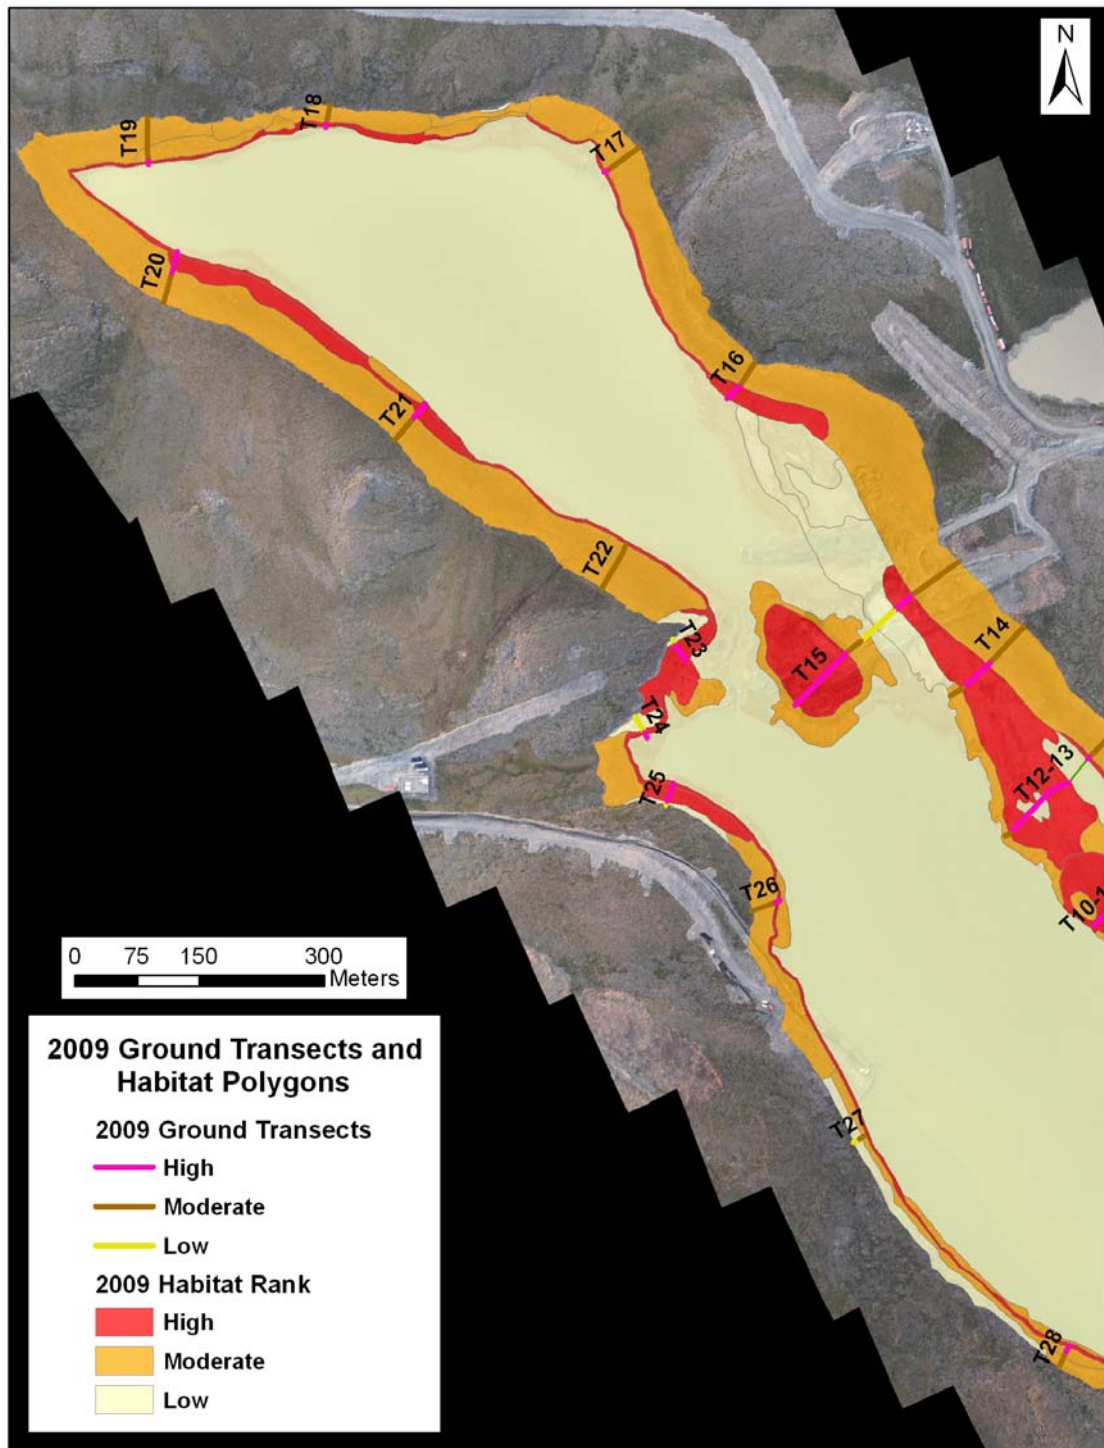 N
T18
T19
T17
T20
T16
T21
T22
T23
T14
T15
T24
T12-13
T25
T26
T10-1
0 75 150 300
Meters
2009 Ground Transects and
Habitat Polygons
2009 Ground Transects
High
Moderate
Low
2009 Habitat Rank
High
Moderate
Low
T27
T28